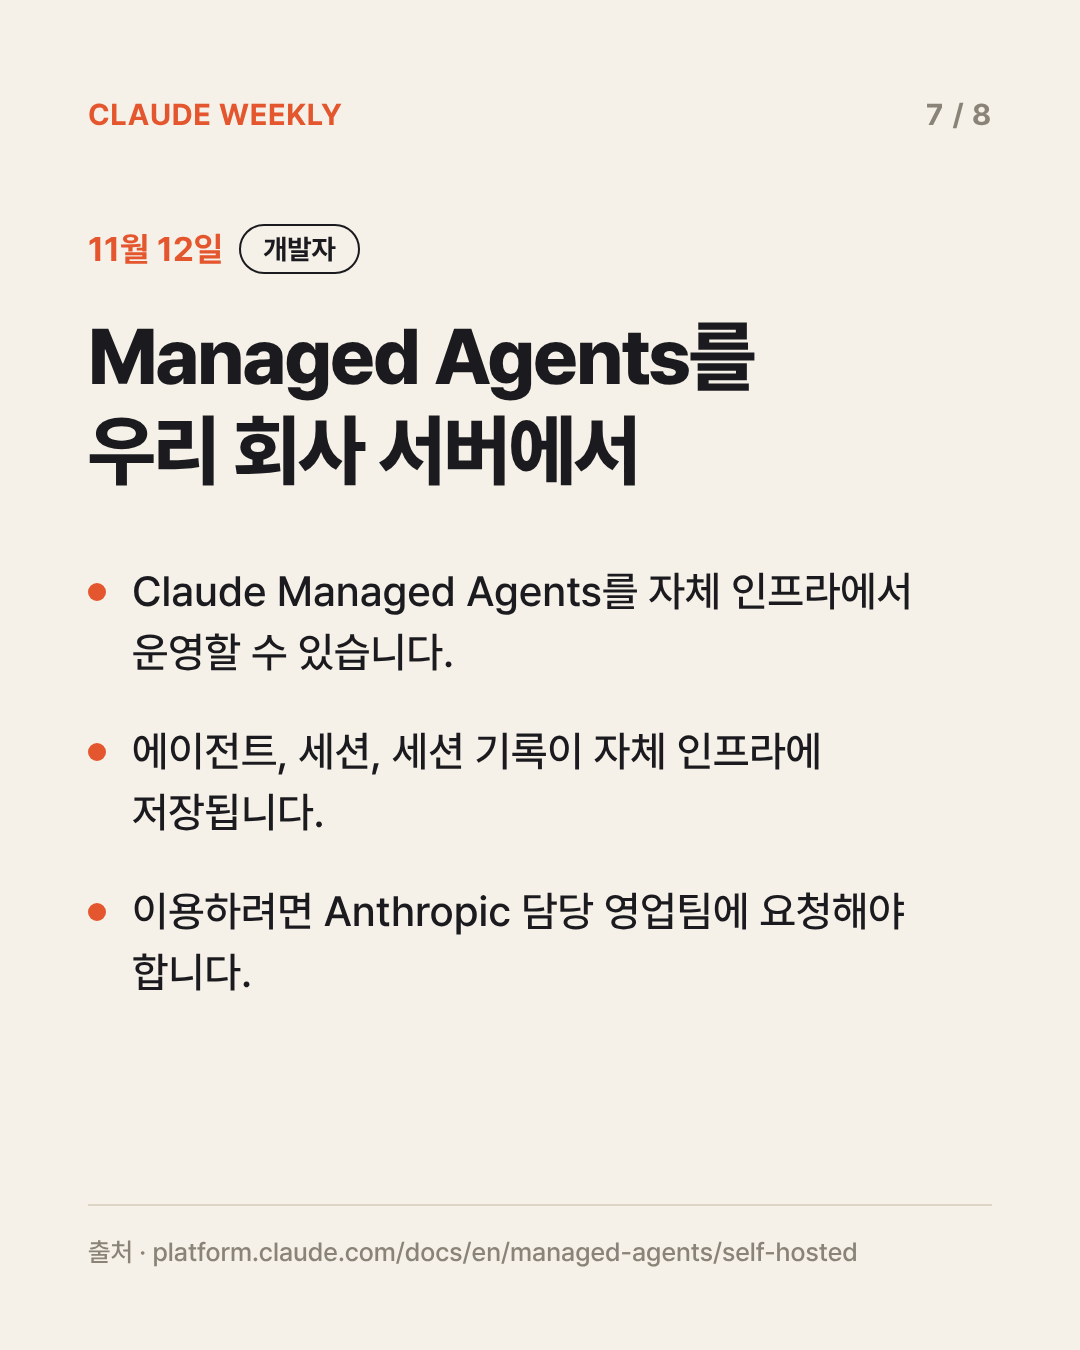 CLAUDE WEEKLY
7 / 8
11월 12일
개발자
Managed Agents를
우리 회사 서버에서
Claude Managed Agents를 자체 인프라에서
운영할 수 있습니다.
에이전트, 세션, 세션 기록이 자체 인프라에
저장됩니다.
이용하려면 Anthropic 담당 영업팀에 요청해야
합니다.
출처 · platform.claude.com/docs/en/managed-agents/self-hosted